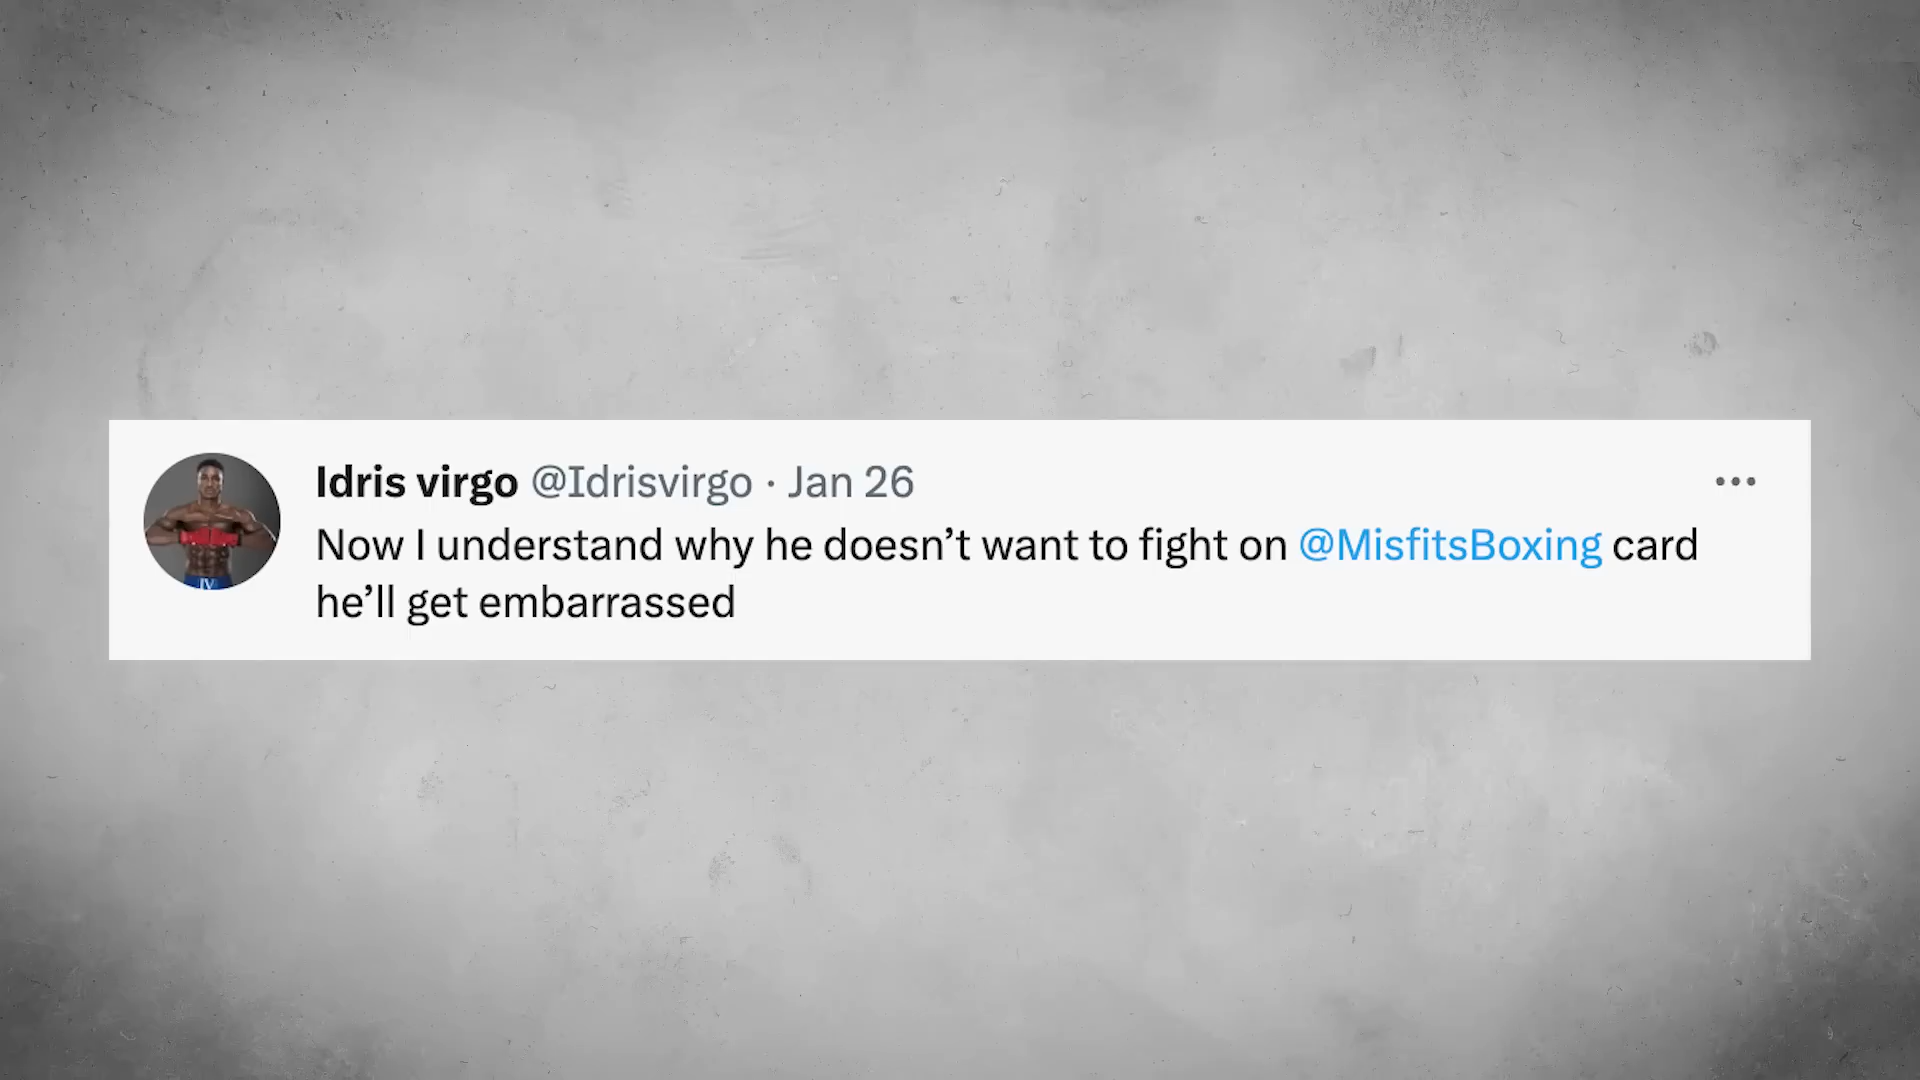 Idris virgo @Idrisvirgo · Jan 26
Now I understand why he doesn’t want to fight on @MisfitsBoxing card
he’ll get embarrassed
IV